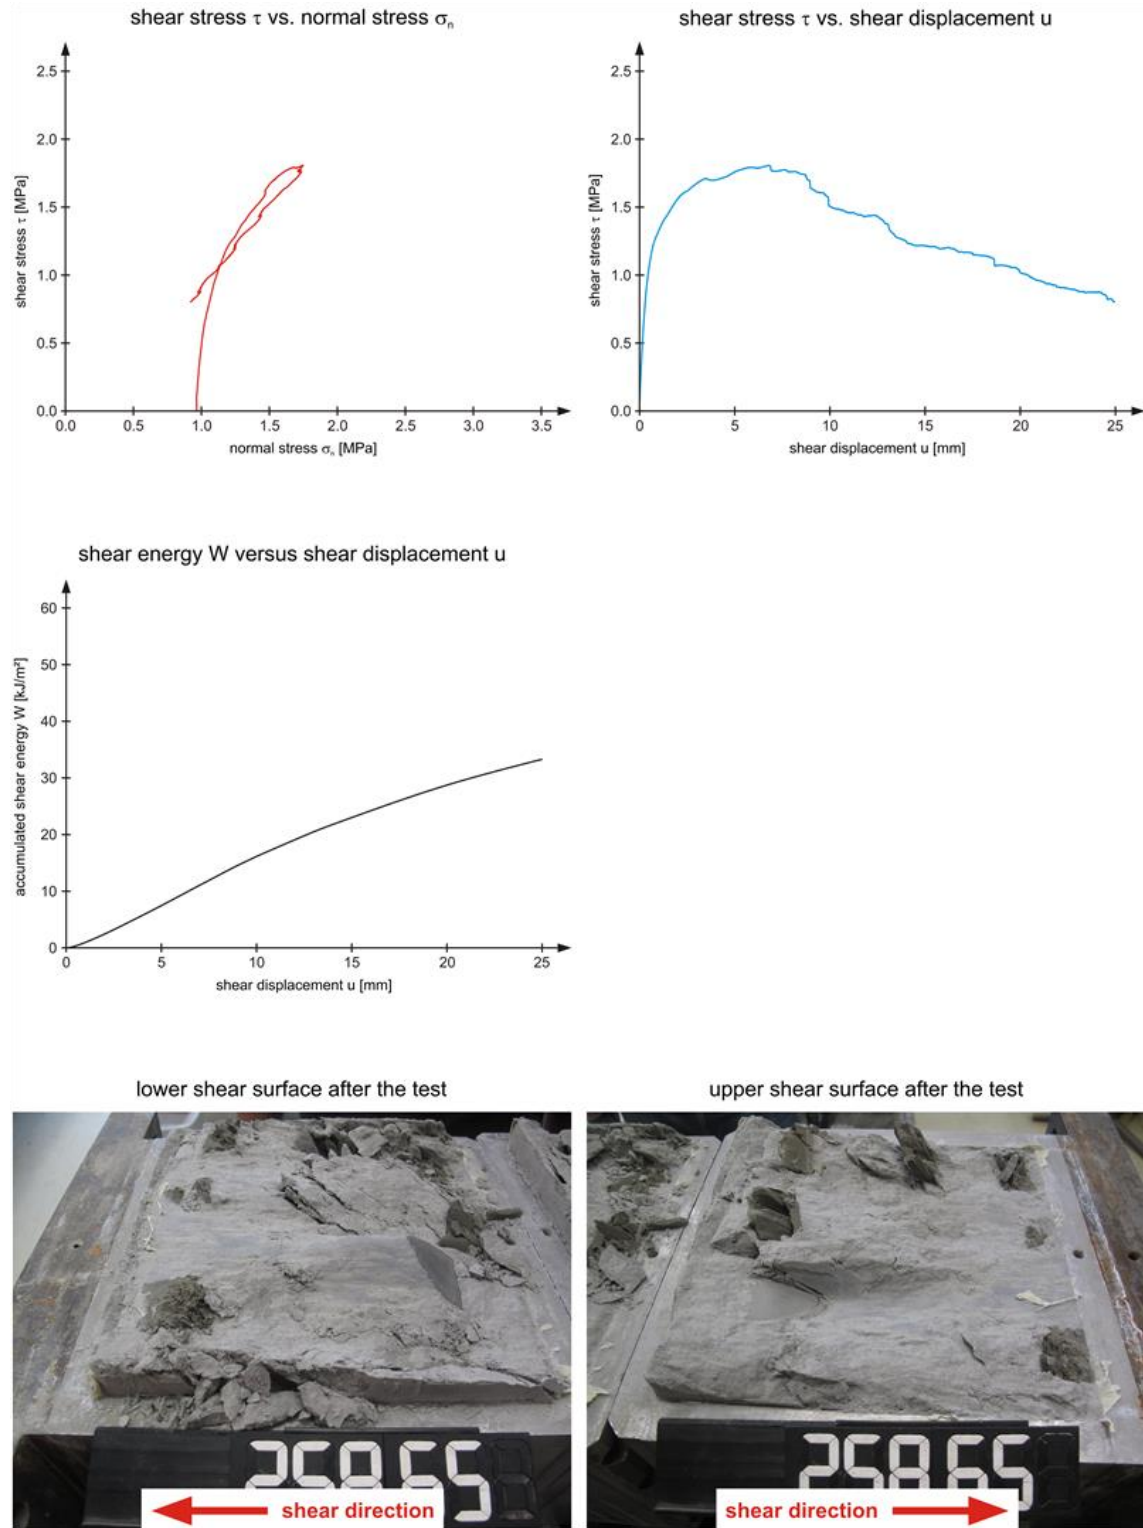 shear stress τ vs. normal stress σn
shear stress τ [MPa]
2.5
2.0
1.5
1.0
0.5
0.0
0.0 0.5 1.0 1.5 2.0 2.5 3.0 3.5
normal stress σn [MPa]
shear stress τ vs. shear displacement u
shear stress τ [MPa]
2.5
2.0
1.5
1.0
0.5
0.0
0 5 10 15 20 25
shear displacement u [mm]
shear energy W versus shear displacement u
accumulated shear energy W [kJ/m²]
60
50
40
30
20
10
0
0 5 10 15 20 25
shear displacement u [mm]
lower shear surface after the test
258.65
shear direction
upper shear surface after the test
258.65
shear direction